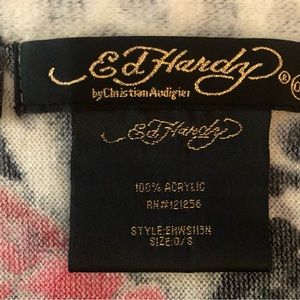 Ed Hardy ®
by Christian Audigier
Ed Hardy
100% ACRYLIC
RN#121256
STYLE:EHWS113H
SIZE:O/S